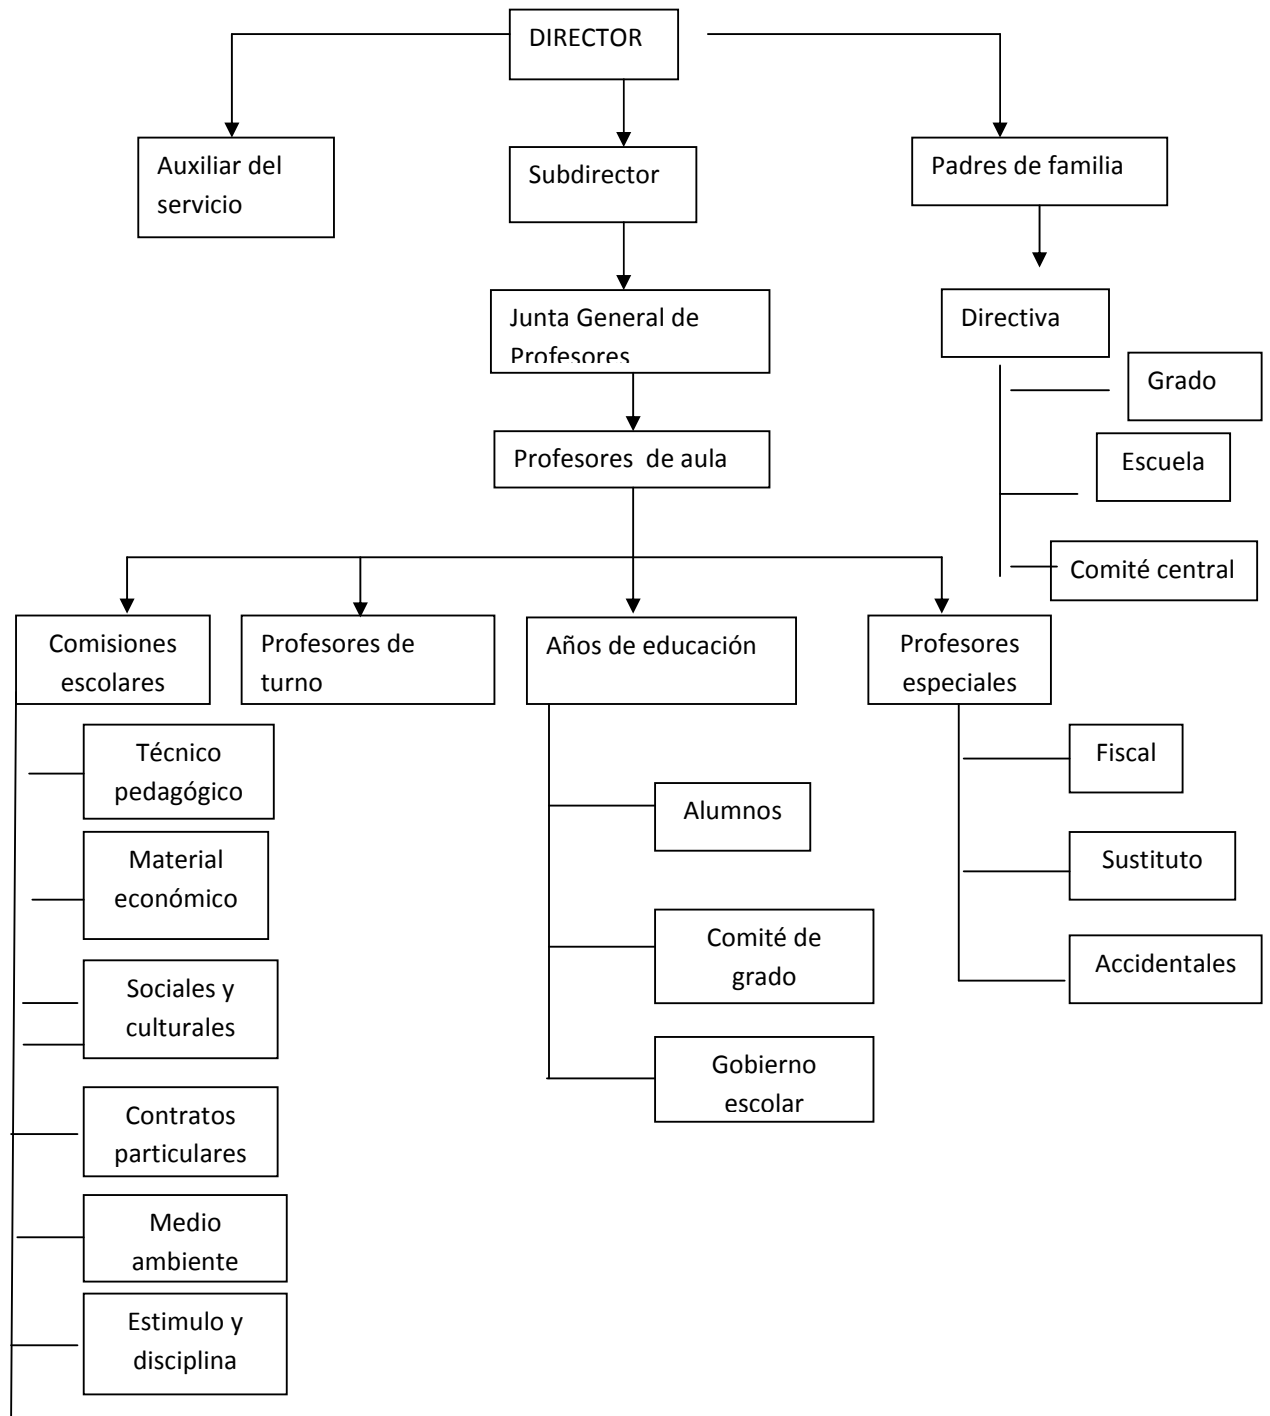 DIRECTOR
Auxiliar del
servicio
Subdirector
Padres de familia
Junta General de
Profesores
Directiva
Grado
Profesores de aula
Escuela
Comité central
Comisiones
escolares
Profesores de
turno
Años de educación
Profesores
especiales
Técnico
pedagógico
Material
económico
Sociales y
culturales
Contratos
particulares
Medio
ambiente
Estimulo y
disciplina
Alumnos
Comité de
grado
Gobierno
escolar
Fiscal
Sustituto
Accidentales